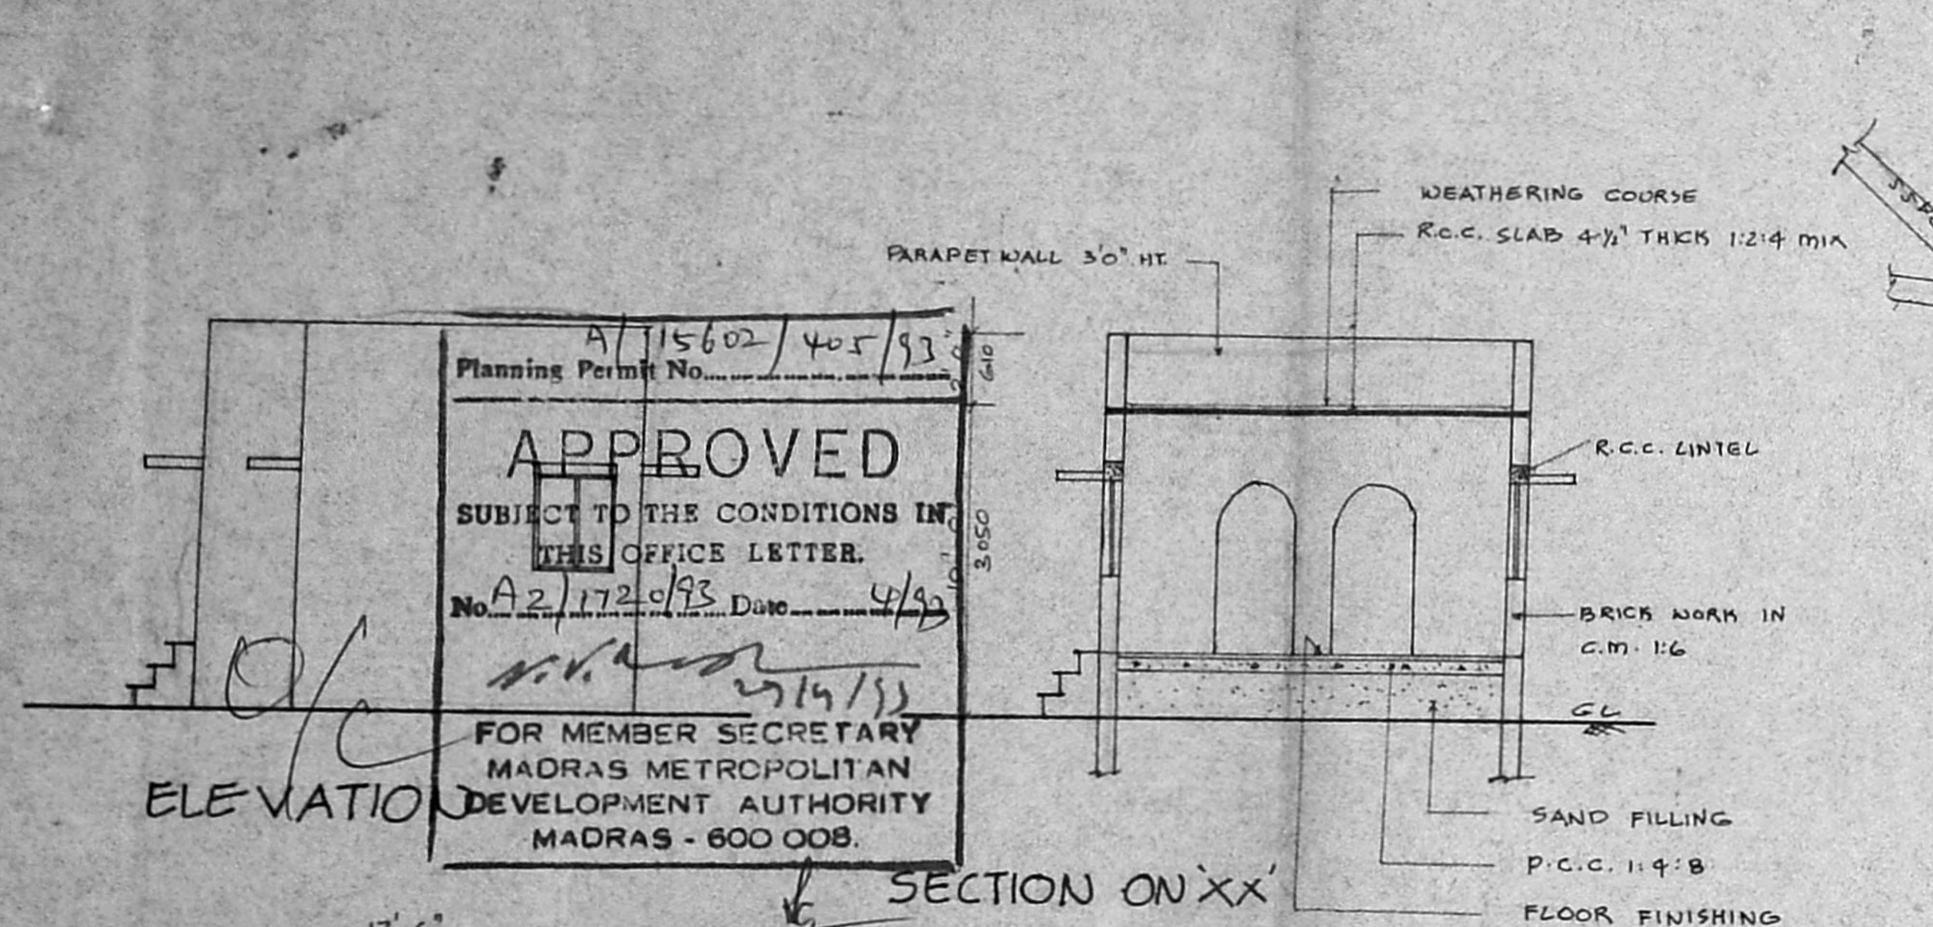 WEATHERING COURSE
R.C.C. SLAB 4½" THICK 1:2:4 MIX
PARAPET WALL 3'0" HT.
A/15602/405/93
Planning Permit No.
610
APPROVED
SUBJECT TO THE CONDITIONS IN
THIS OFFICE LETTER.
No. A2/1720/93 Date 4/93
3050
FOR MEMBER SECRETARY
MADRAS METROPOLITAN
DEVELOPMENT AUTHORITY
MADRAS - 600 008.
ELEVATION
R.C.C. LINTEL
BRICK WORK IN
C.M. 1:6
GL
SAND FILLING
P.C.C. 1:4:8
FLOOR FINISHING
SECTION ON 'XX'